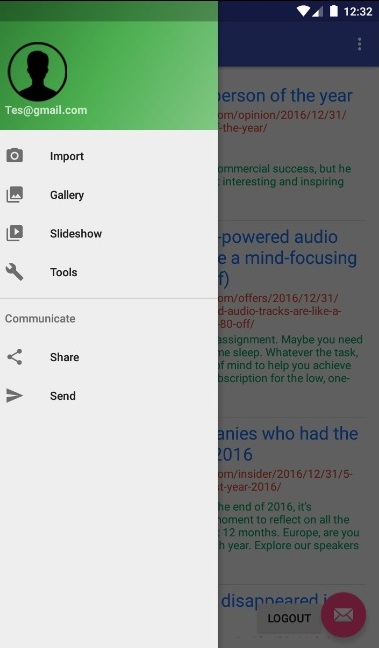 12:32
Tes@gmail.com
Import
Gallery
Slideshow
Tools
Communicate
Share
Send
person of the year
om/opinion/2016/12/31/
f-the-year/
ommercial success, but he
t interesting and inspiring
-powered audio
e a mind-focusing
f)
om/offers/2016/12/31/
d-audio-tracks-are-like-a-
-80-off/
assignment. Maybe you need
me sleep. Whatever the task,
of mind to help you achieve
bscription for the low, one-
anies who had the
2016
om/insider/2016/12/31/5-
t-year-2016/
he end of 2016, it's
moment to reflect on all the
t 12 months. Europe, are you
h year. Explore our speakers
disappeared i
LOGOUT